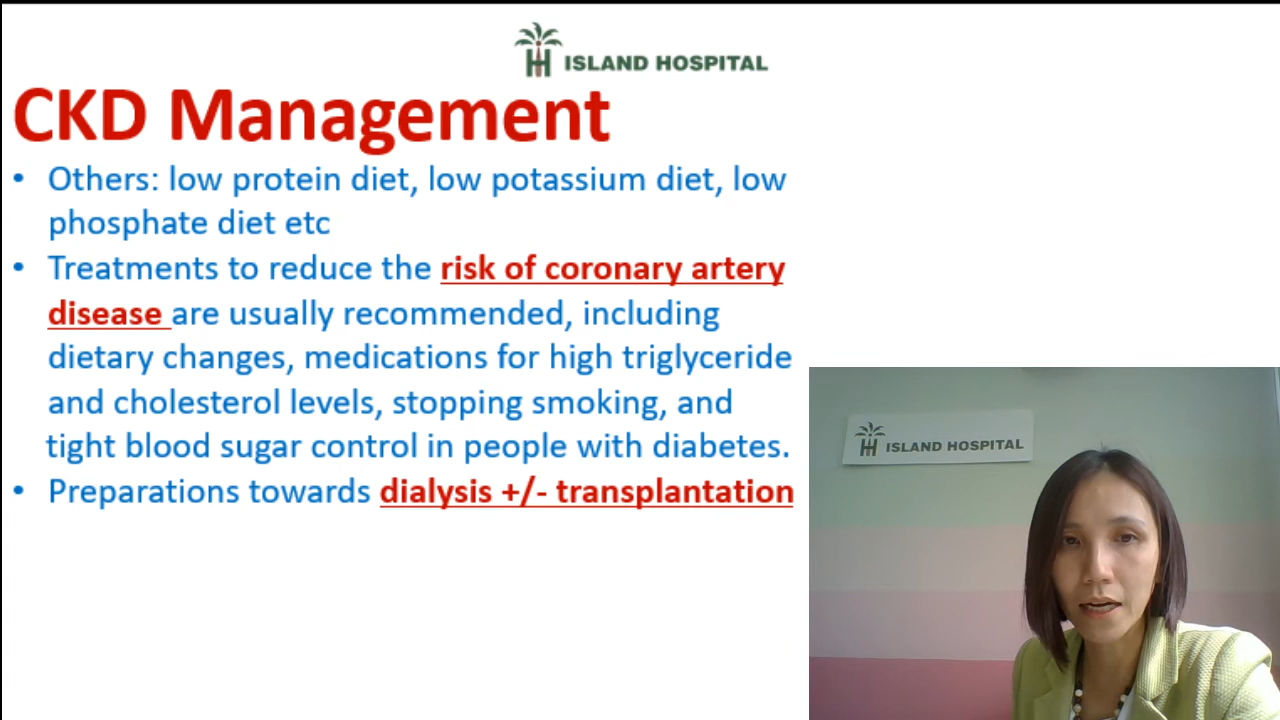 ISLAND HOSPITAL
CKD Management
• Others: low protein diet, low potassium diet, low
phosphate diet etc
• Treatments to reduce the risk of coronary artery
disease are usually recommended, including
dietary changes, medications for high triglyceride
and cholesterol levels, stopping smoking, and
tight blood sugar control in people with diabetes.
• Preparations towards dialysis +/- transplantation
ISLAND HOSPITAL